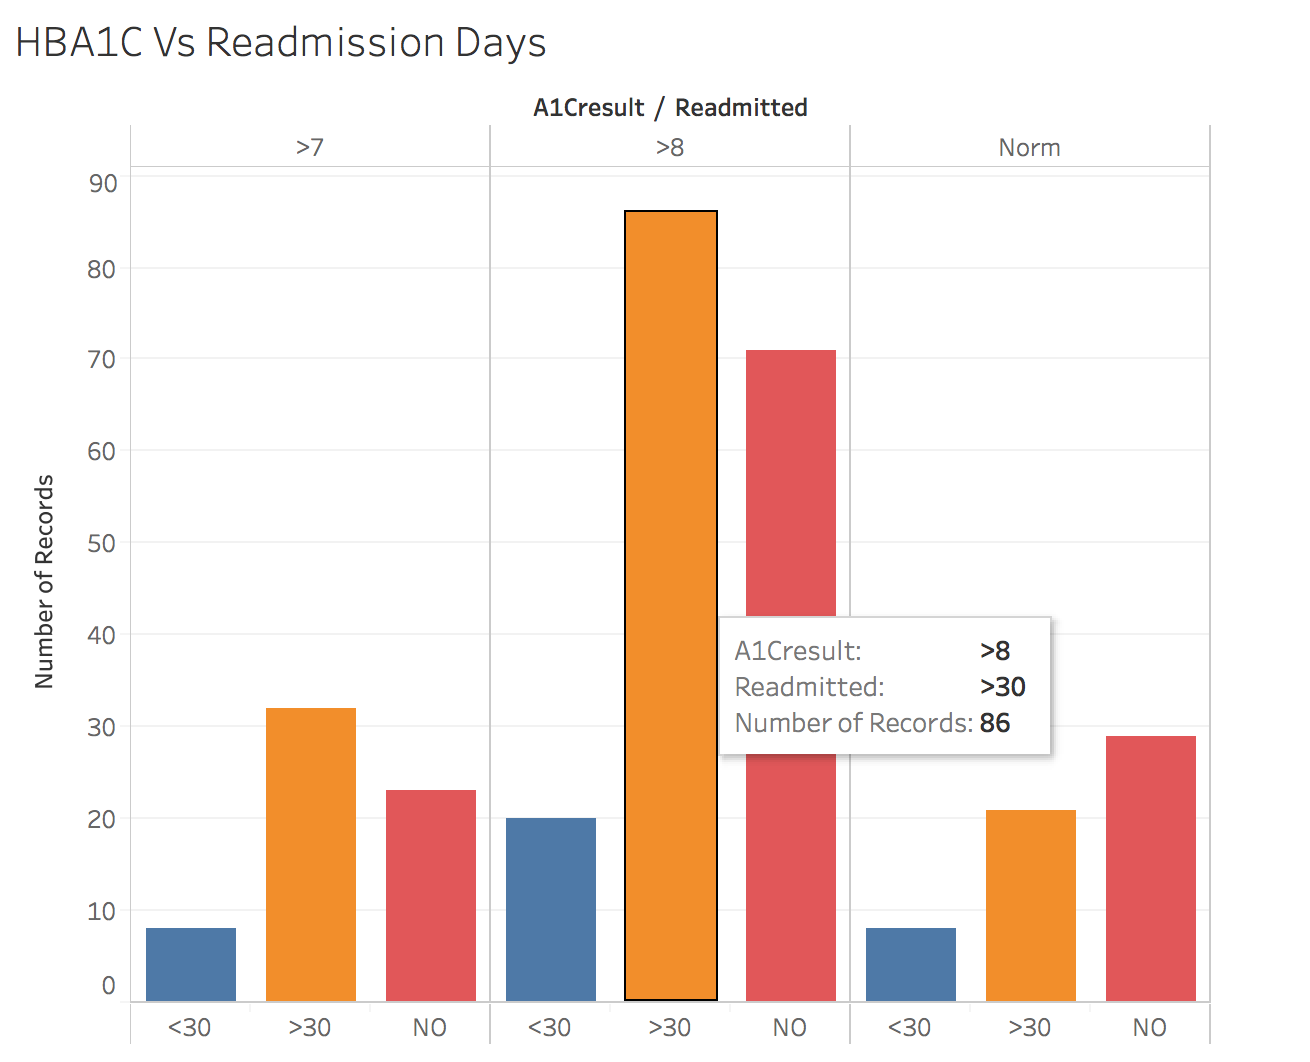 HBA1C Vs Readmission Days
A1Cresult / Readmitted
>7 >8 Norm
90
80
70
60
50
40
30
20
10
0
Number of Records
A1Cresult: >8
Readmitted: >30
Number of Records: 86
<30 >30 NO <30 >30 NO <30 >30 NO